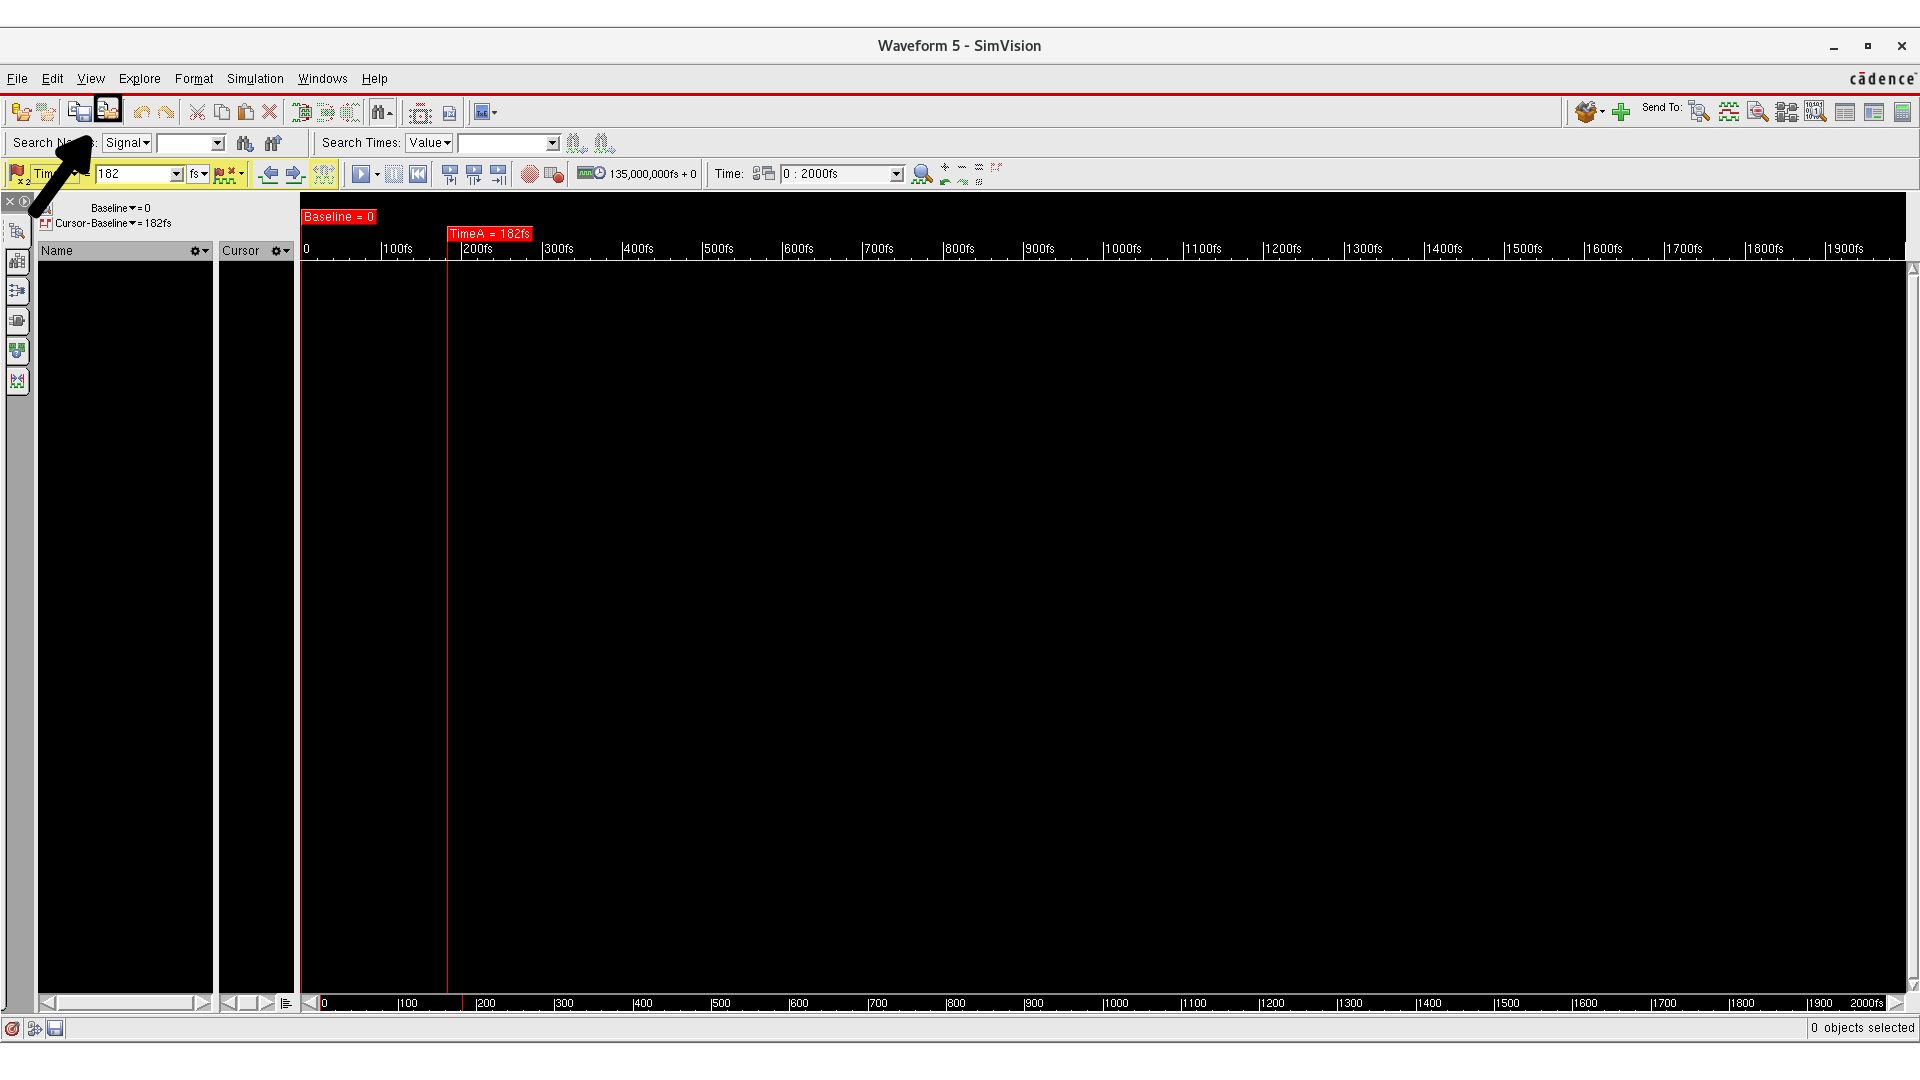 Waveform 5 - SimVision
File Edit View Explore Format Simulation Windows Help
cādence
Send To:
Signal
Search Times: Value
182 fs 135,000,000fs + 0 Time: 0 : 2000fs
Baseline = 0
Cursor-Baseline = 182fs
Baseline = 0
TimeA = 182fs
Name Cursor 0 100fs 200fs 300fs 400fs 500fs 600fs 700fs 800fs 900fs 1000fs 1100fs 1200fs 1300fs 1400fs 1500fs 1600fs 1700fs 1800fs 1900fs
0 100 200 300 400 500 600 700 800 900 1000 1100 1200 1300 1400 1500 1600 1700 1800 1900 2000fs
0 objects selected